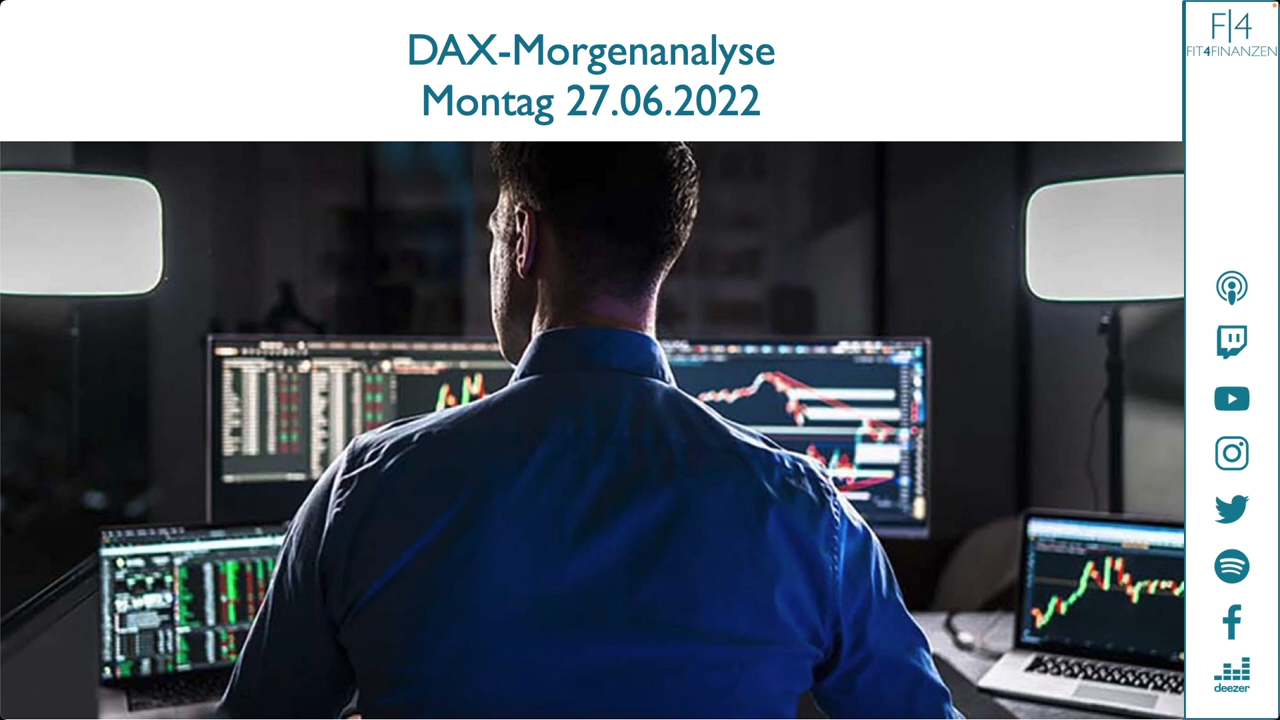 DAX-Morgenanalyse
Montag 27.06.2022
F|4
FIT4FINANZEN
deezer